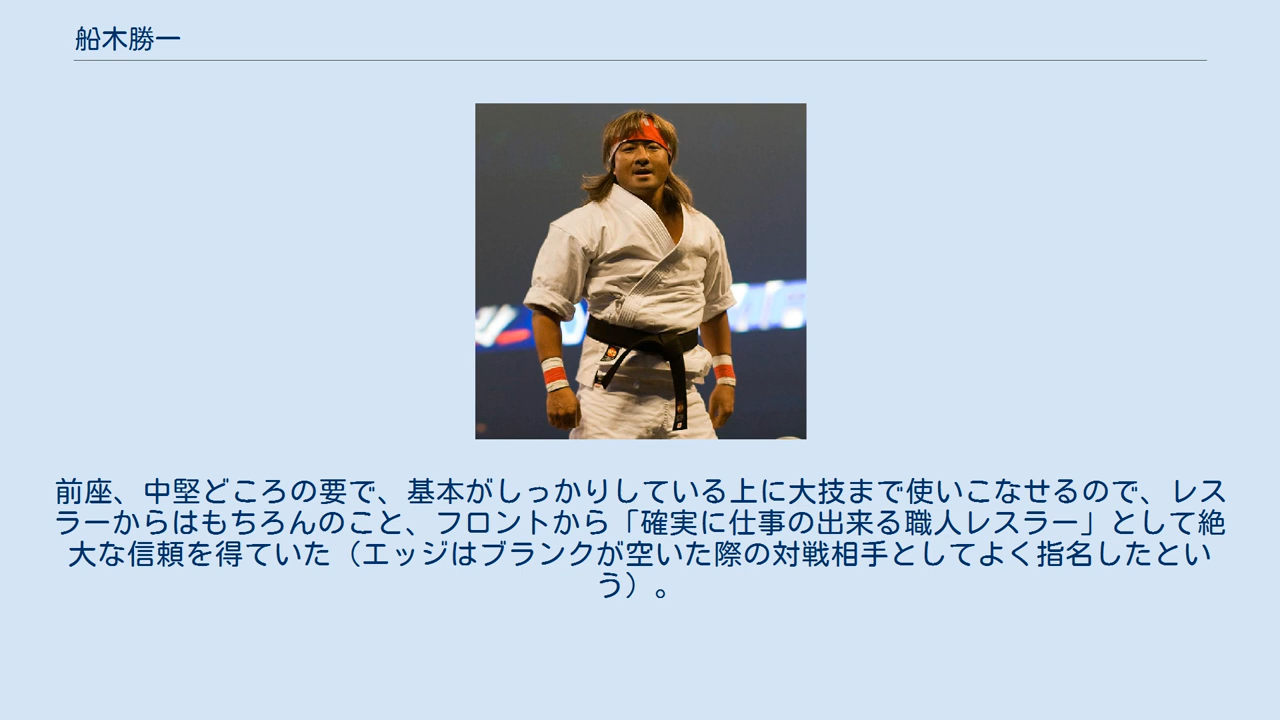 船木勝一
前座、中堅どころの要で、基本がしっかりしている上に大技まで使いこなせるので、レス
ラーからはもちろんのこと、フロントから「確実に仕事の出来る職人レスラー」として絶
大な信頼を得ていた（エッジはブランクが空いた際の対戦相手としてよく指名したとい
う）。